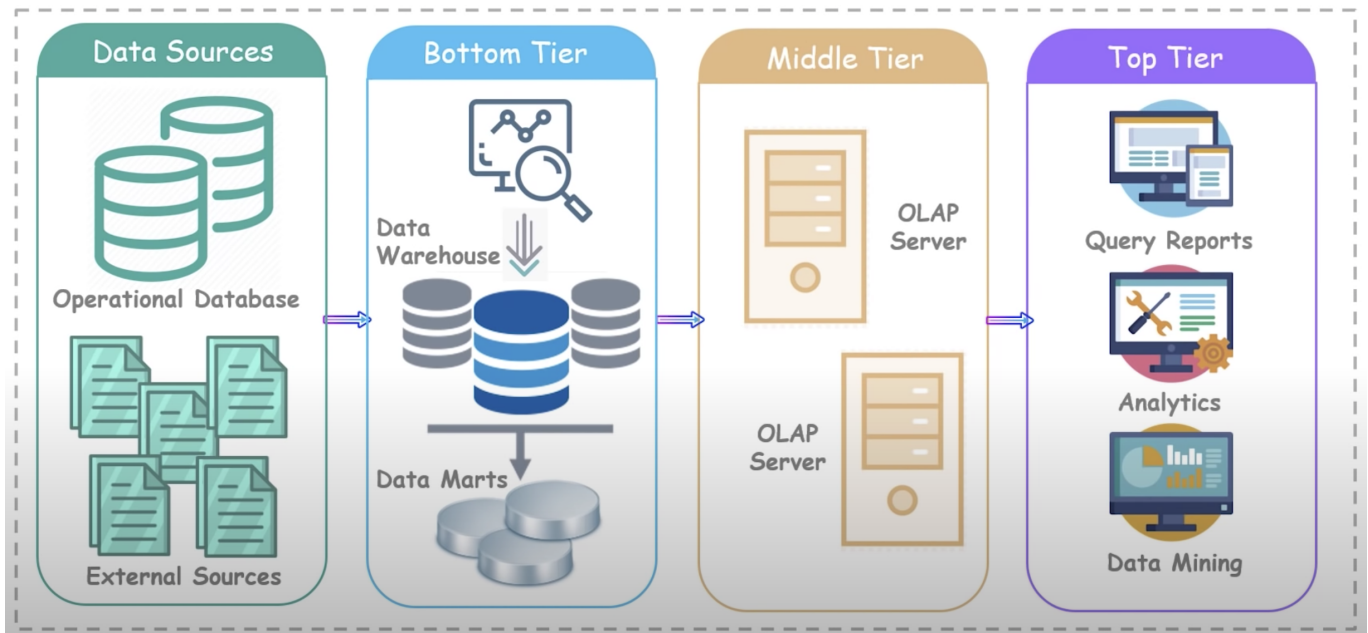 Data Sources
Operational Database
External Sources
Bottom Tier
Data
Warehouse
Data Marts
Middle Tier
OLAP
Server
OLAP
Server
Top Tier
Query Reports
Analytics
Data Mining